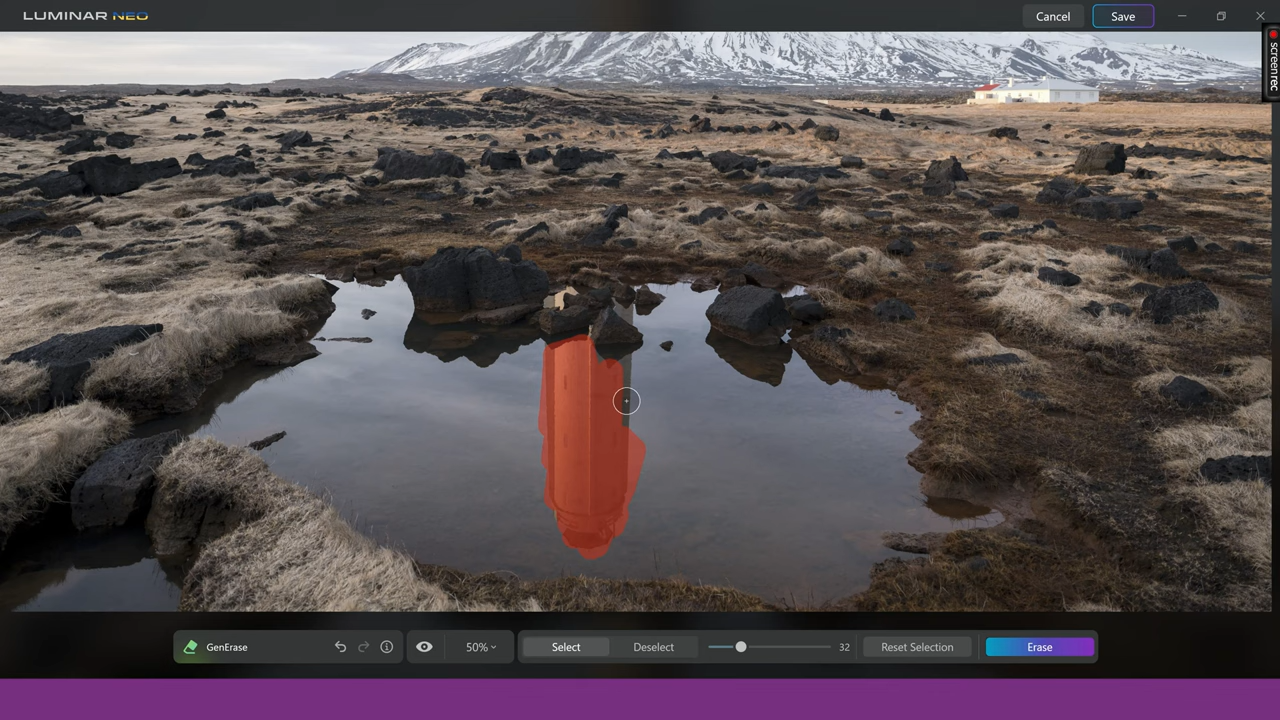 LUMINAR NEO
Cancel
Save
screenrec
GenErase
50%
Select
Deselect
32
Reset Selection
Erase